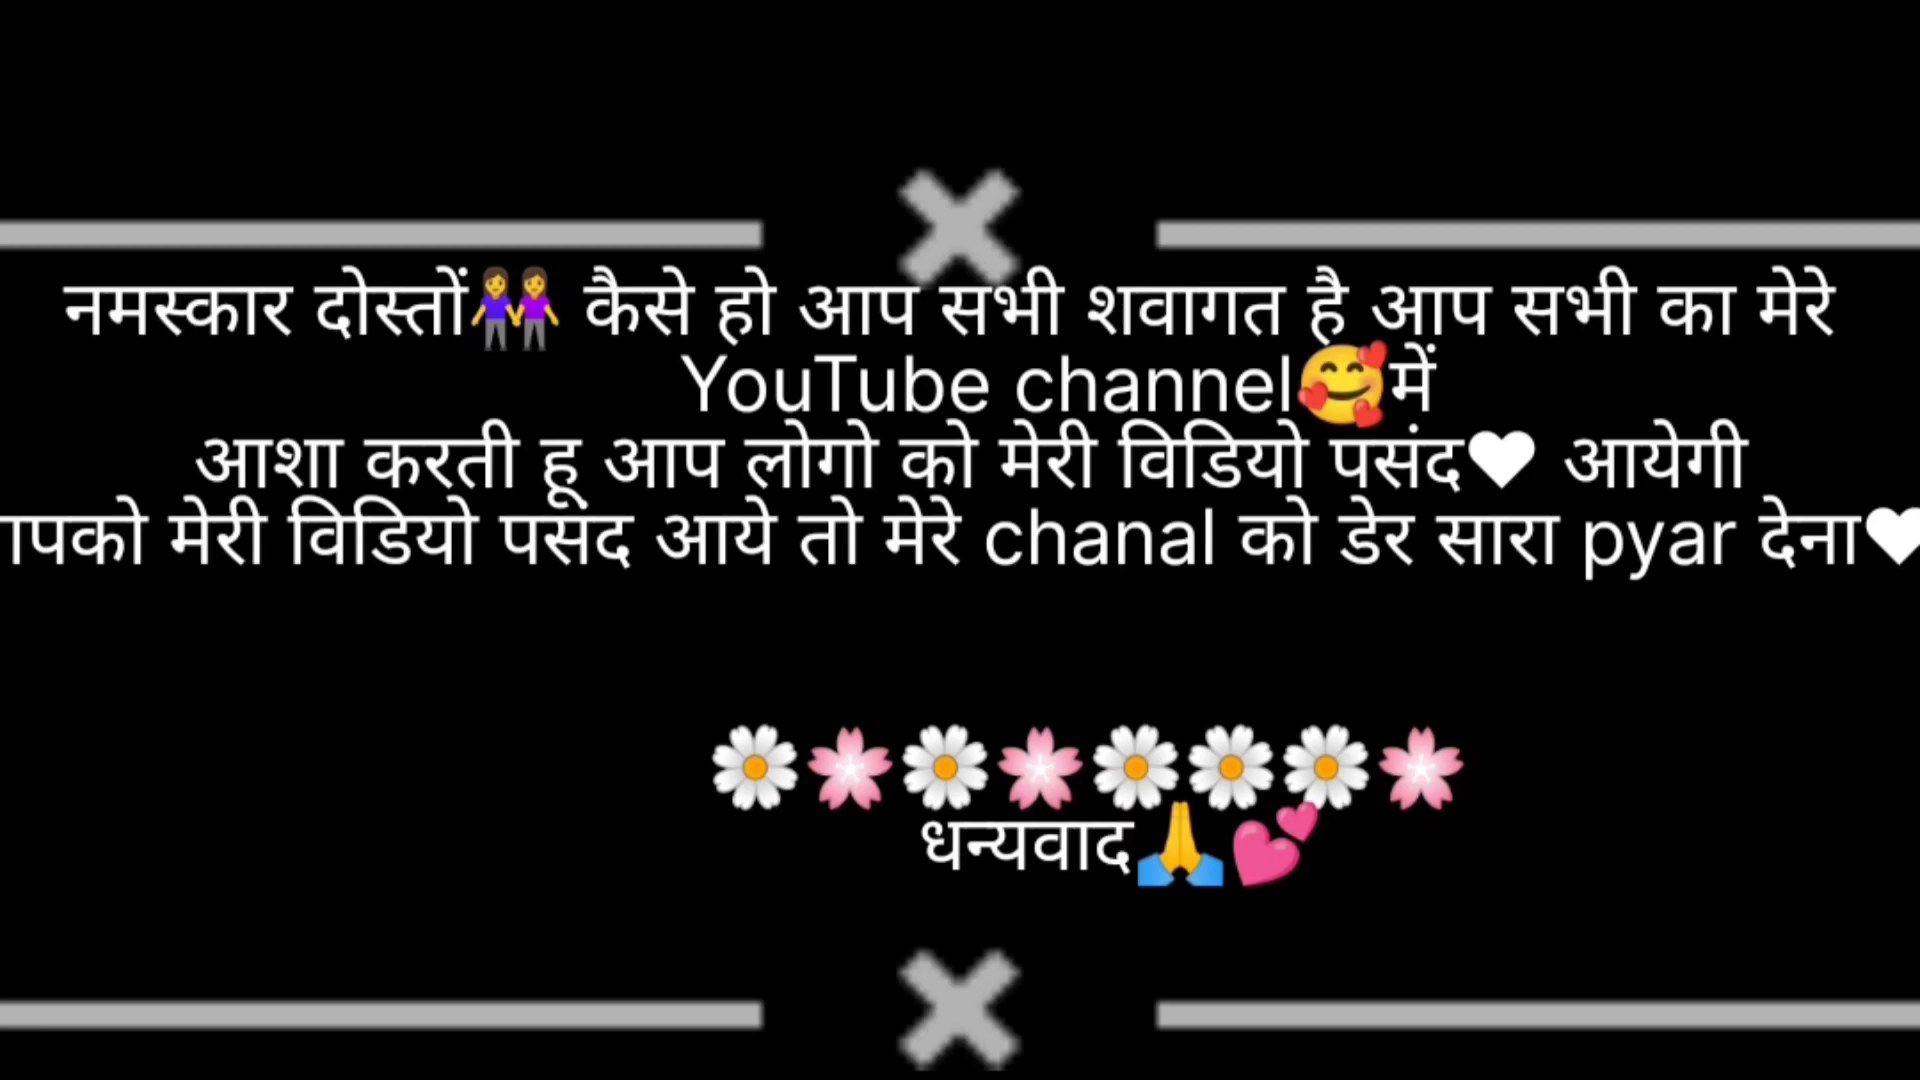 नमस्कार दोस्तों👭 कैसे हो आप सभी शवागत है आप सभी का मेरे
YouTube channel🥰में
आशा करती हू आप लोगो को मेरी विडियो पसंद♥ आयेगी
मेरी विडियो पसंद आये तो मेरे chanal को डेर सारा pyar देना♥
🌼🌸🌼🌸🌼🌼🌼🌸
धन्यवाद🙏💕